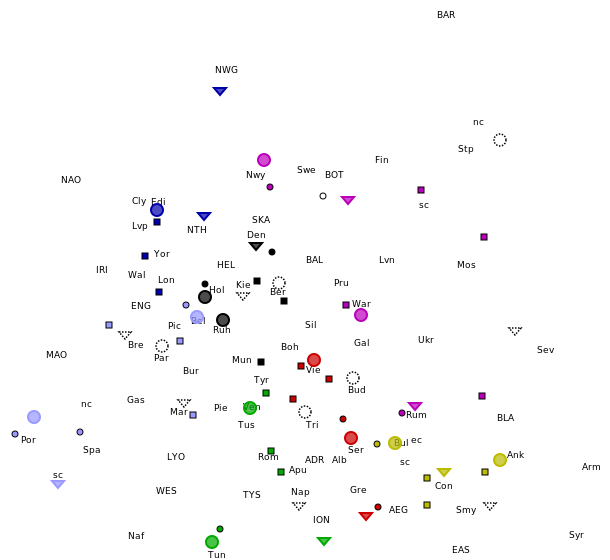 BAR
NWG
nc
Stp
Fin
Swe
BOT
Nwy
NAO
sc
Cly
Edi
SKA
Lvp
NTH
Den
Yor
BAL
Lvn
Mos
HEL
IRI
Wal
Lon
Kie
Pru
Hol
Ber
ENG
War
Bel
Pic
Sil
Ruh
Ukr
Bre
Gal
Boh
Sev
MAO
Par
Mun
Bur
Vie
Tyr
Bud
Gas
nc
Pie
Ven
Mar
Rum
BLA
Tus
Tri
Por
Spa
Ser
Bul
ec
LYO
Rom
ADR
Alb
Ank
sc
Apu
Arm
sc
Con
WES
TYS
Nap
Gre
AEG
Smy
ION
Naf
Syr
EAS
Tun